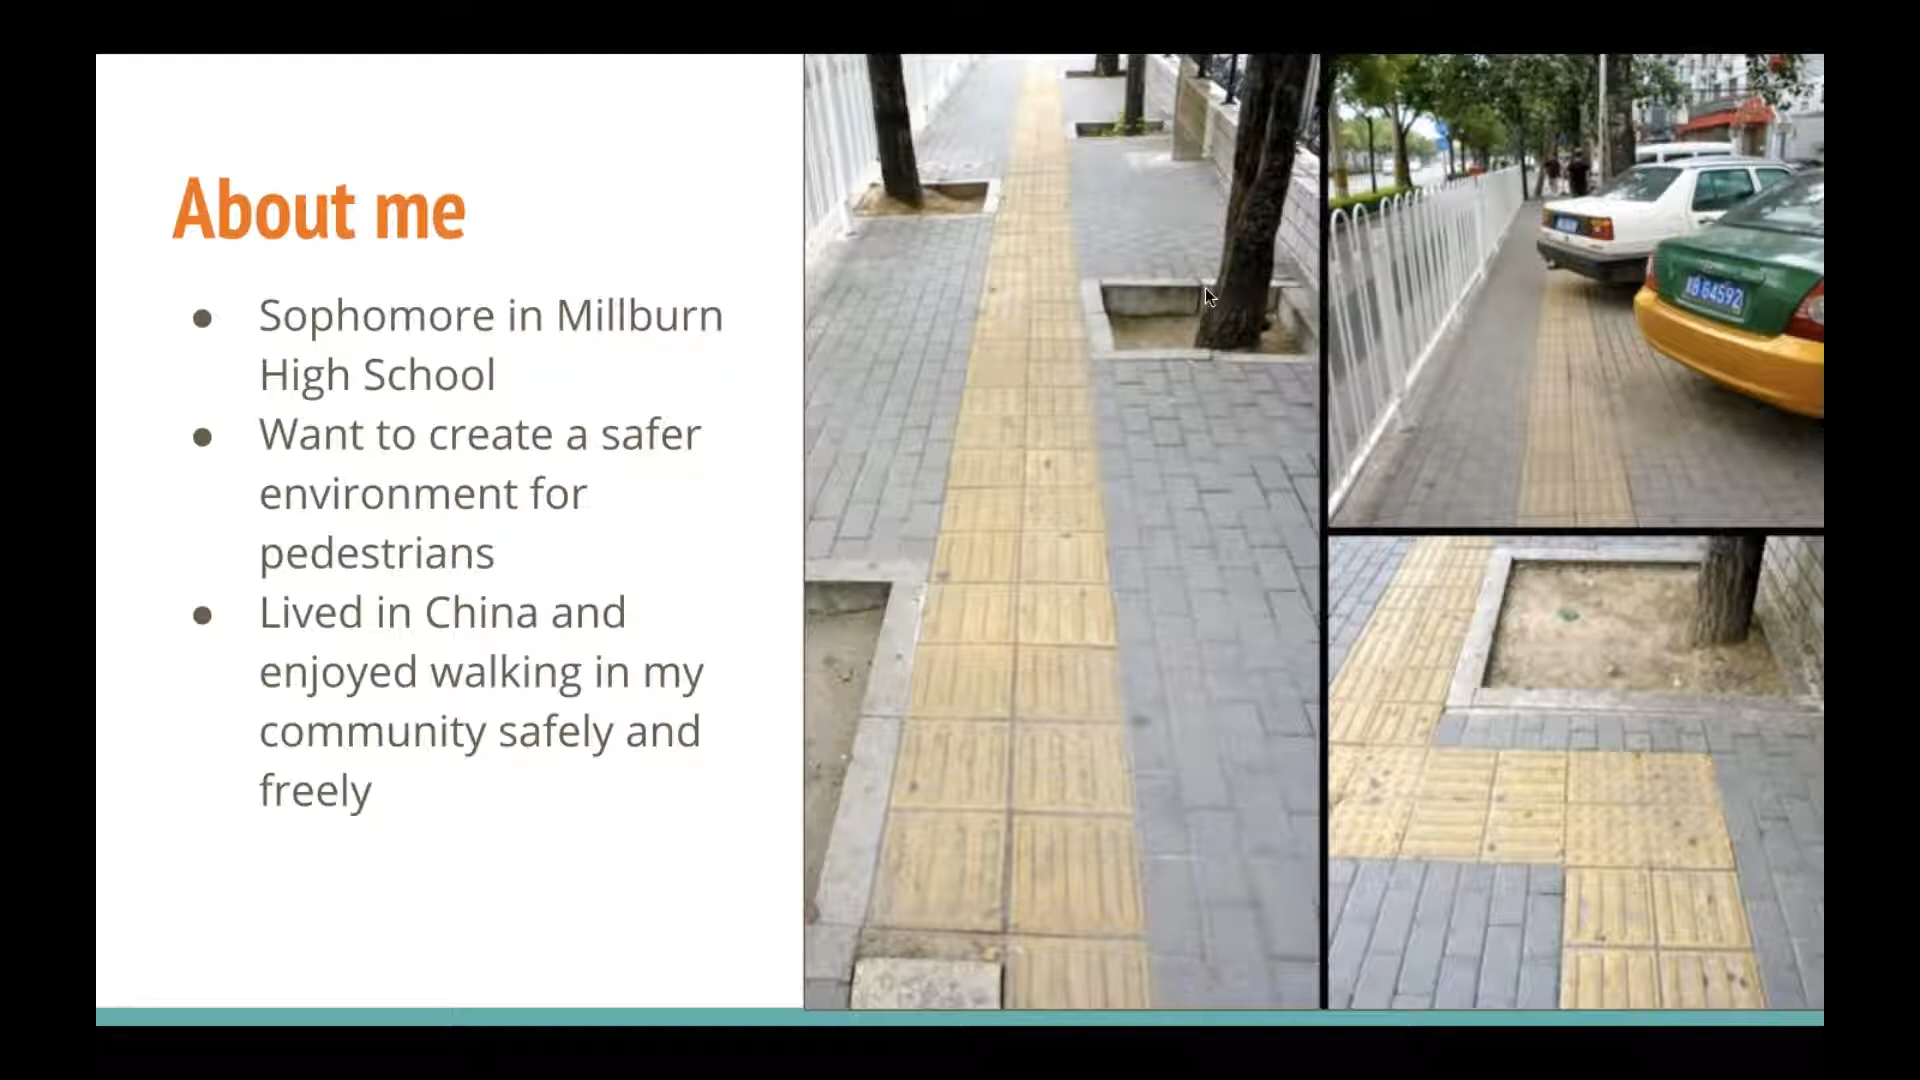 About me
● Sophomore in Millburn
High School
● Want to create a safer
environment for
pedestrians
● Lived in China and
enjoyed walking in my
community safely and
freely
B G4592